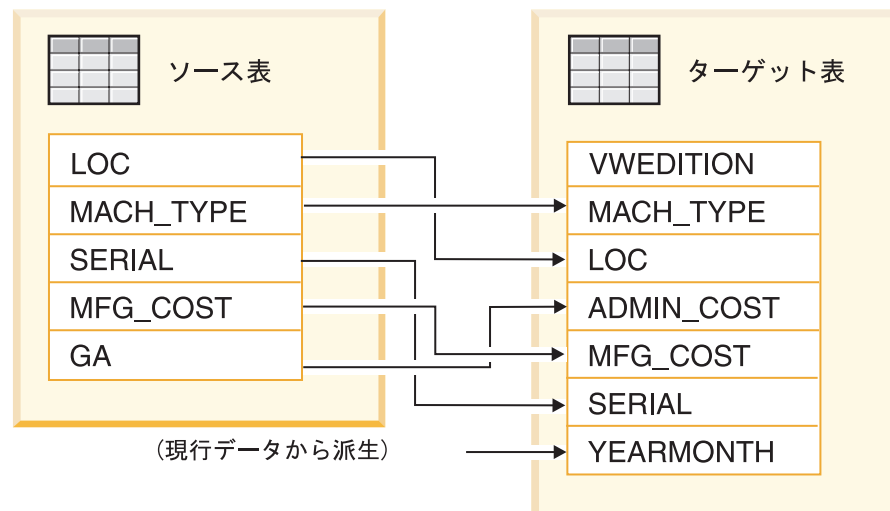 ソース表
LOC
MACH_TYPE
SERIAL
MFG_COST
GA
(現行データから派生)
ターゲット表
VWEDITION
MACH_TYPE
LOC
ADMIN_COST
MFG_COST
SERIAL
YEARMONTH